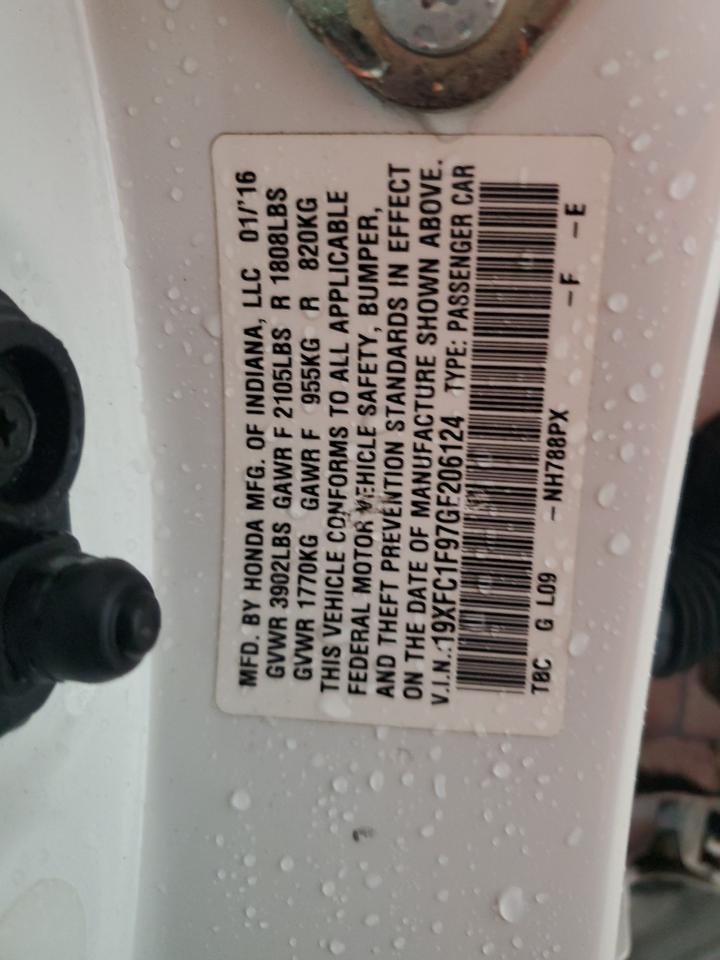 MFD. BY HONDA MFG. OF INDIANA, LLC 01/'16
GVWR 3902LBS GAWR F 2105LBS R 1808LBS
GVWR 1770KG GAWR F 955KG R 820KG
THIS VEHICLE CONFORMS TO ALL APPLICABLE
FEDERAL MOTOR VEHICLE SAFETY, BUMPER,
AND THEFT PREVENTION STANDARDS IN EFFECT
ON THE DATE OF MANUFACTURE SHOWN ABOVE.
V.I.N.:19XFC1F97GF206124 TYPE: PASSENGER CAR
TBC G L09 –NH788PX –F –E